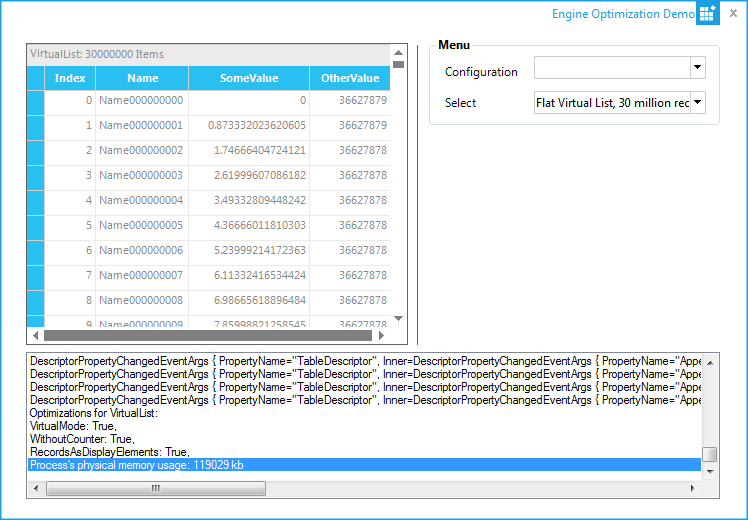 Engine Optimization Demo
VirtualList: 30000000 Items
Index Name SomeValue OtherValue
0 Name000000000 0 36627879
1 Name000000001 0.873332023620605 36627879
2 Name000000002 1.74666404724121 36627878
3 Name000000003 2.61999607086182 36627878
4 Name000000004 3.49332809448242 36627878
5 Name000000005 4.36666011810303 36627878
6 Name000000006 5.23999214172363 36627878
7 Name000000007 6.11332416534424 36627878
8 Name000000008 6.98665618896484 36627878
9 Name000000009 7.85998821258545 36627878
Menu
Configuration
Select Flat Virtual List, 30 million rec
DescriptorPropertyChangedEventArgs { PropertyName="TableDescriptor", Inner=DescriptorPropertyChangedEventArgs { PropertyName="Appe
DescriptorPropertyChangedEventArgs { PropertyName="TableDescriptor", Inner=DescriptorPropertyChangedEventArgs { PropertyName="Appe
DescriptorPropertyChangedEventArgs { PropertyName="TableDescriptor", Inner=DescriptorPropertyChangedEventArgs { PropertyName="Appe
DescriptorPropertyChangedEventArgs { PropertyName="TableDescriptor", Inner=DescriptorPropertyChangedEventArgs { PropertyName="Appe
Optimizations for VirtualList:
VirtualMode: True,
WithoutCounter: True,
RecordsAsDisplayElements: True,
Process's physical memory usage: 119029 kb